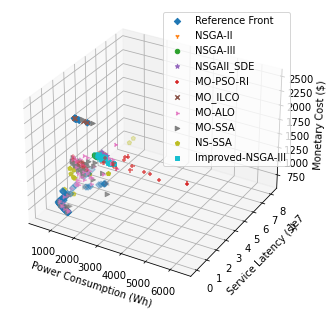 Reference Front
NSGA-II
NSGA-III
NSGAII_SDE
MO-PSO-RI
MO_ILCO
MO-ALO
MO-SSA
NS-SSA
Improved-NSGA-III
2500
2250
2000
1750
1500
1250
1000
750
Monetary Cost ($)
1000
2000
3000
4000
5000
6000
Power Consumption (Wh)
0
1
2
3
4
5
6
7
8
Service Latency (S)